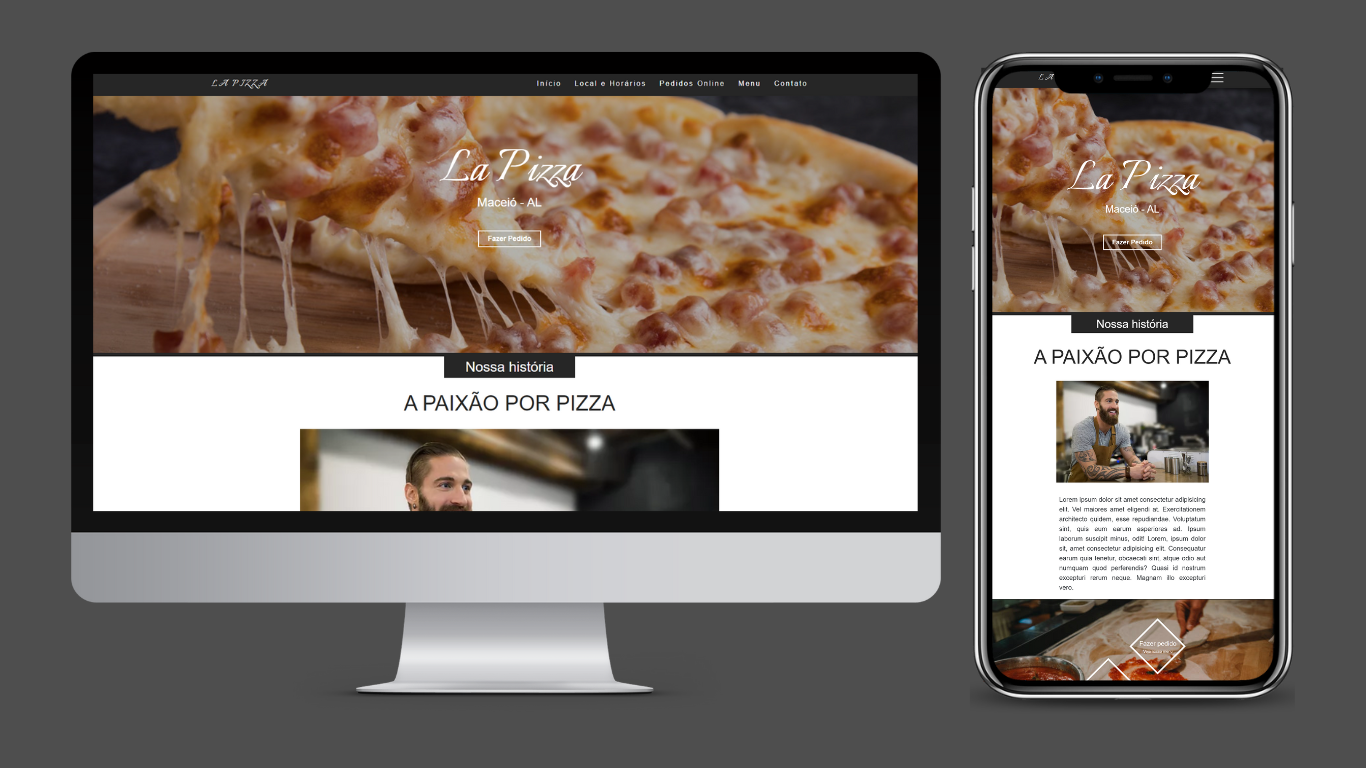 LA PIZZA
Início Local e Horários Pedidos Online Menu Contato
La Pizza
Maceió - AL
Fazer Pedido
Nossa história
A PAIXÃO POR PIZZA
LA
La Pizza
Maceió - AL
Fazer Pedido
Nossa história
A PAIXÃO POR PIZZA
Lorem ipsum dolor sit amet consectetur adipisicing
elit. Vel maiores amet eligendi at. Exercitationem
architecto quidem, esse repudiandae. Voluptatum
sint, quis eum earum asperiores ad. Ipsum
laborum suscipit minus, odit! Lorem, ipsum dolor
sit, amet consectetur adipisicing elit. Consequatur
earum quia tenetur, obcaecati sint, atque odio aut
numquam quod perferendis? Quasi id nostrum
excepturi rerum neque. Magnam illo excepturi
vero.
Fazer pedido